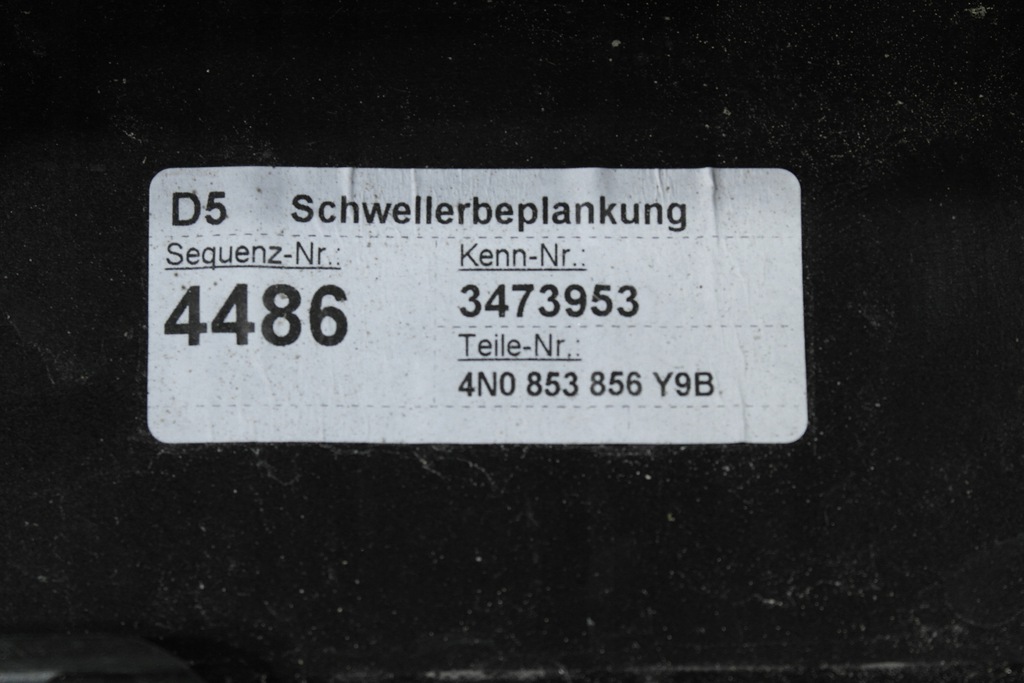 D5 Schwellerbeplankung
Sequenz-Nr.: Kenn-Nr.:
4486 3473953
Teile-Nr.:
4N0 853 856 Y9B